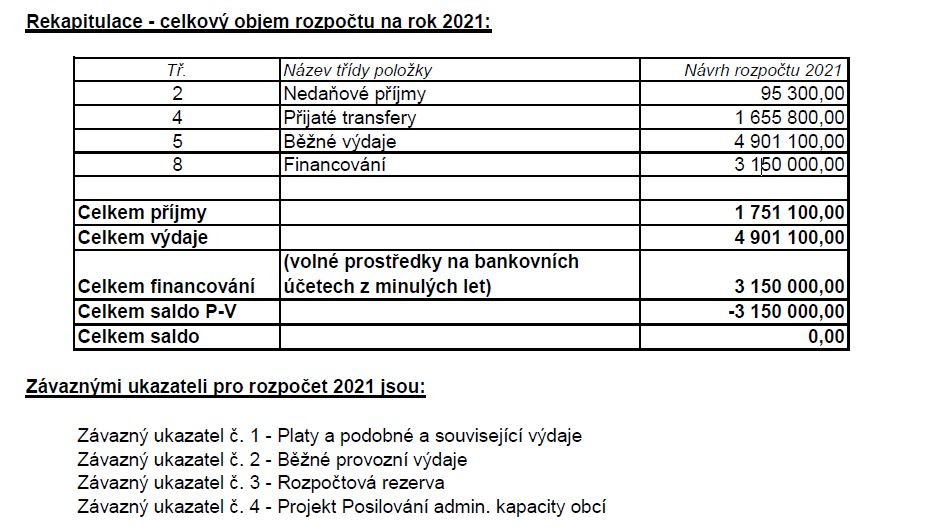 Rekapitulace - celkový objem rozpočtu na rok 2021:
Tř. Název třídy položky Návrh rozpočtu 2021
2 Nedaňové příjmy 95 300,00
4 Přijaté transfery 1 655 800,00
5 Běžné výdaje 4 901 100,00
8 Financování 3 150 000,00
Celkem příjmy 1 751 100,00
Celkem výdaje 4 901 100,00
(volné prostředky na bankovních
Celkem financování účetech z minulých let) 3 150 000,00
Celkem saldo P-V -3 150 000,00
Celkem saldo 0,00
Závaznými ukazateli pro rozpočet 2021 jsou:
Závazný ukazatel č. 1 - Platy a podobné a související výdaje
Závazný ukazatel č. 2 - Běžné provozní výdaje
Závazný ukazatel č. 3 - Rozpočtová rezerva
Závazný ukazatel č. 4 - Projekt Posilování admin. kapacity obcí